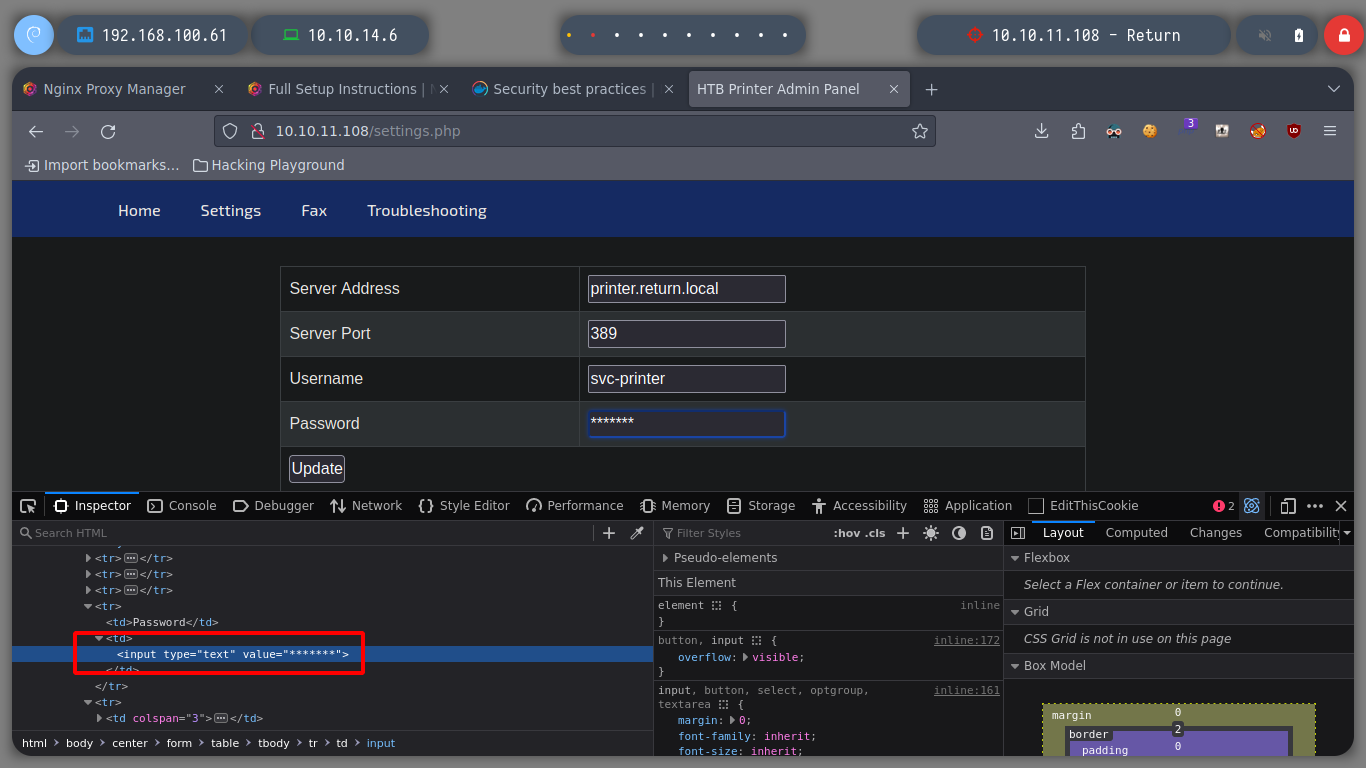 192.168.100.61 10.10.14.6 10.10.11.108 - Return
Nginx Proxy Manager Full Setup Instructions | Security best practices | HTB Printer Admin Panel
10.10.11.108/settings.php 3
Import bookmarks... Hacking Playground
Home Settings Fax Troubleshooting
Server Address printer.return.local
Server Port 389
Username svc-printer
Password *******
Update
Inspector Console Debugger Network Style Editor Performance Memory Storage Accessibility Application EditThisCookie 2
Search HTML Filter Styles :hov .cls Layout Computed Changes Compatibility
<tr> </tr>
<tr> </tr>
<tr> </tr>
<tr>
<td>Password</td>
<td>
<input type="text" value="*******">
</td>
</tr>
<tr>
<td colspan="3"> </td>
html > body > center > form > table > tbody > tr > td > input
Pseudo-elements
This Element
element { inline
}
button, input { inline:172
overflow: visible;
}
input, button, select, optgroup, inline:161
textarea {
margin: 0;
font-family: inherit;
font-size: inherit;
Flexbox
Select a Flex container or item to continue.
Grid
CSS Grid is not in use on this page
Box Model
margin 0
border 2
padding 0